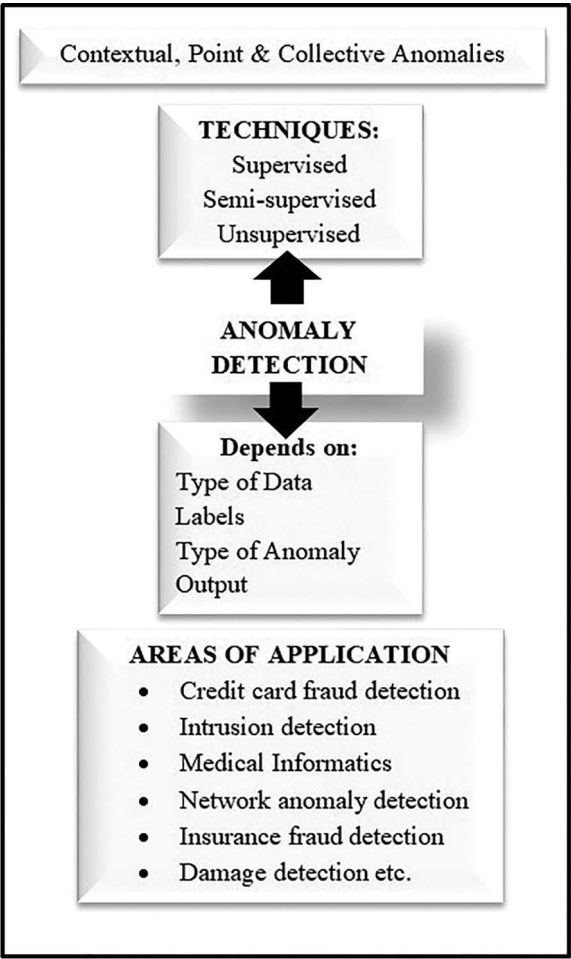 Contextual, Point & Collective Anomalies
TECHNIQUES:
Supervised
Semi-supervised
Unsupervised
ANOMALY
DETECTION
Depends on:
Type of Data
Labels
Type of Anomaly
Output
AREAS OF APPLICATION
• Credit card fraud detection
• Intrusion detection
• Medical Informatics
• Network anomaly detection
• Insurance fraud detection
• Damage detection etc.